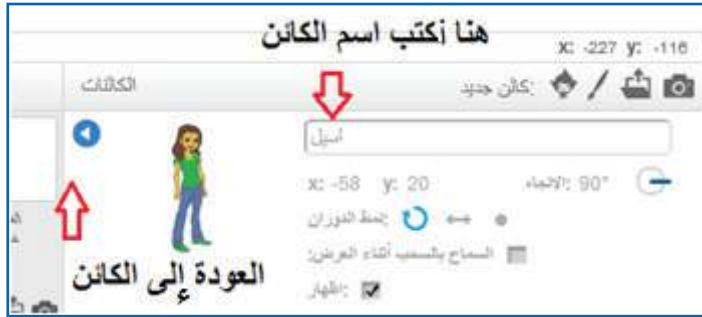 هنا أكتب اسم الكائن
x: -227 y: -116
الكائنات
كائن جديد:
أسيل
x: -58 y: 20
الاتجاه: 90°
نمط الدوران:
السماح بالسحب أثناء العرض:
إظهار:
العودة إلى الكائن